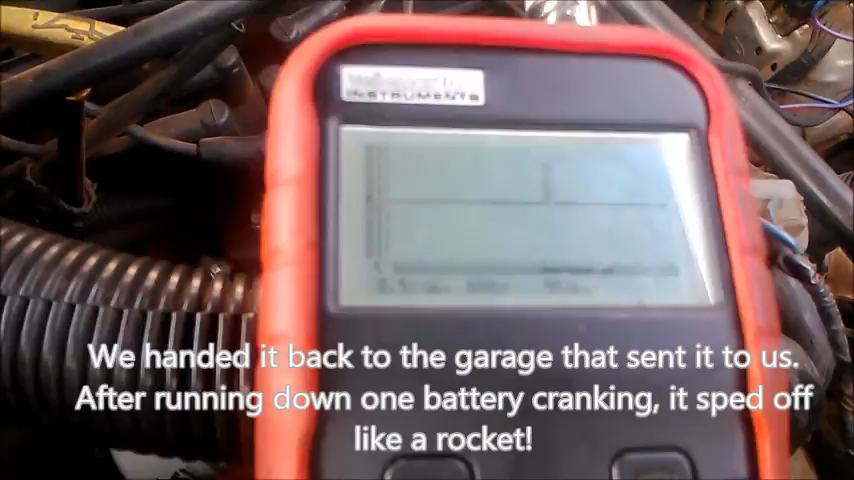 INSTRUMENTS
We handed it back to the garage that sent it to us.
After running down one battery cranking, it sped off
like a rocket!